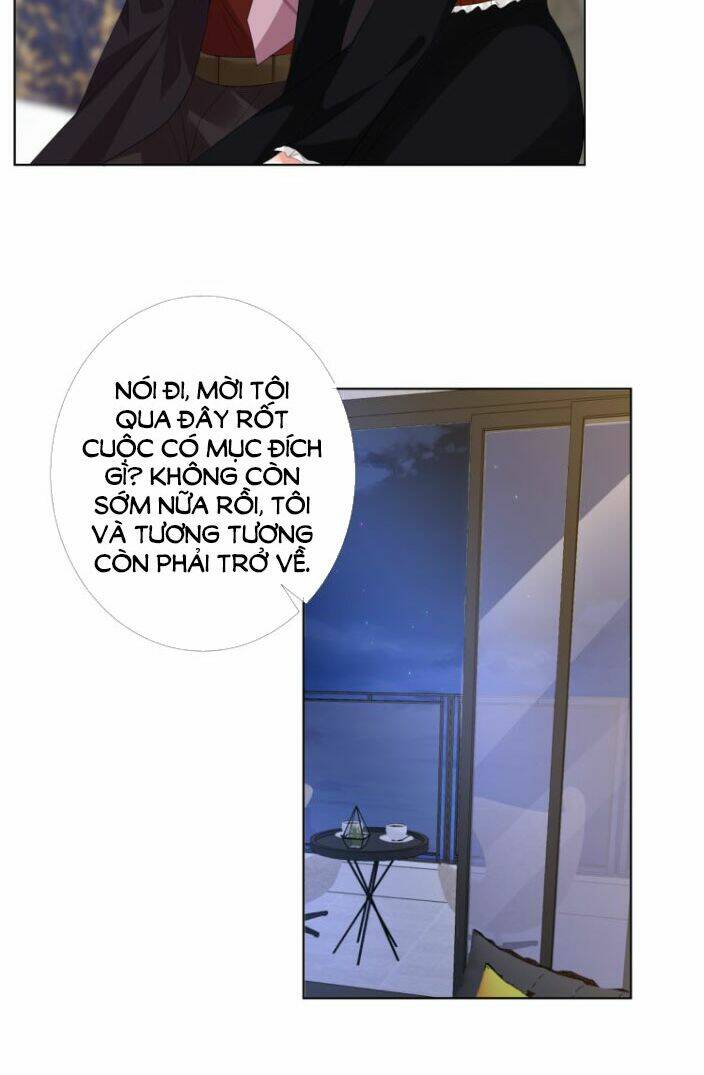 NÓI ĐI, MỜI TÔI
QUA ĐÂY RỐT
CUỘC CÓ MỤC ĐÍCH
GÌ? KHÔNG CÒN
SỚM NỮA RỒI, TÔI
VÀ TƯƠNG TƯƠNG
CÒN PHẢI TRỞ VỀ.